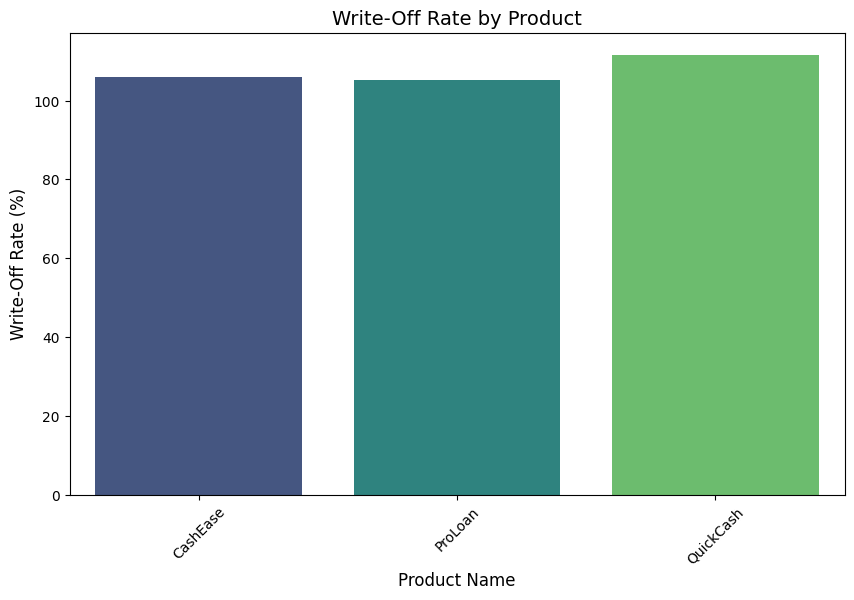 Write-Off Rate by Product
Write-Off Rate (%)
100
80
60
40
20
0
CashEase
ProLoan
QuickCash
Product Name